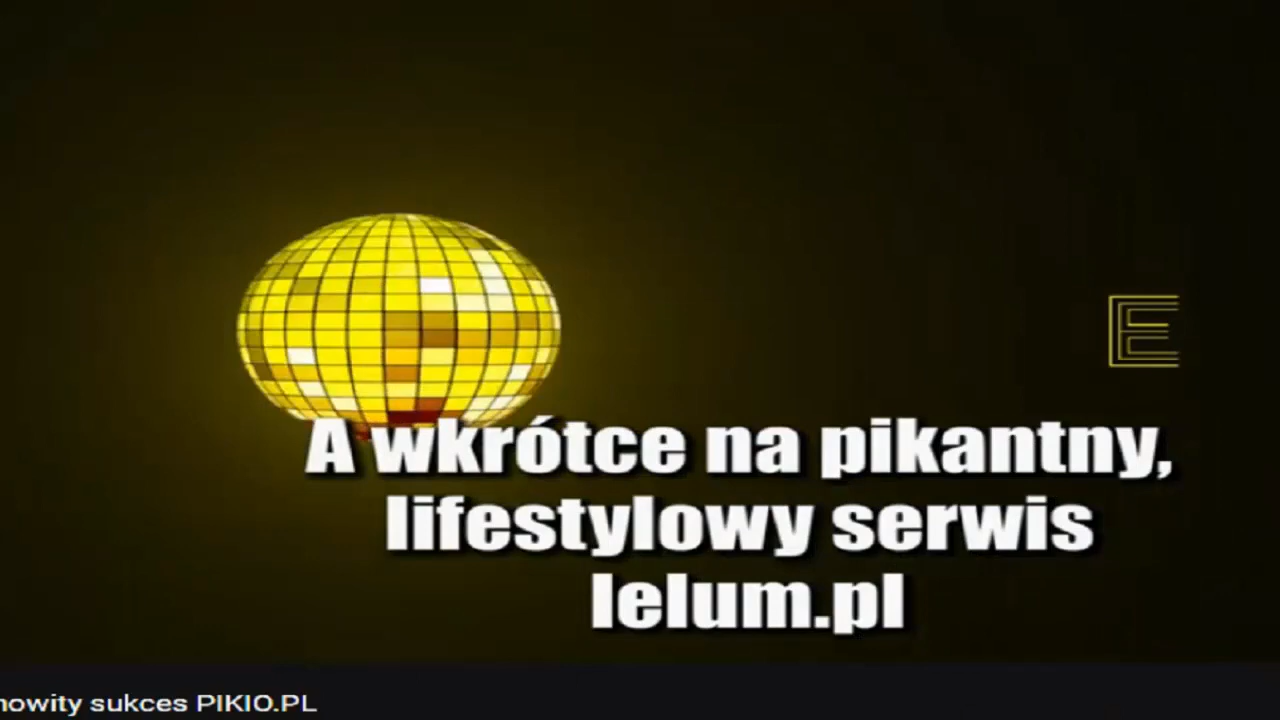 E
A wkrótce na pikantny,
lifestylowy serwis
lelum.pl
nowity sukces PIKIO.PL